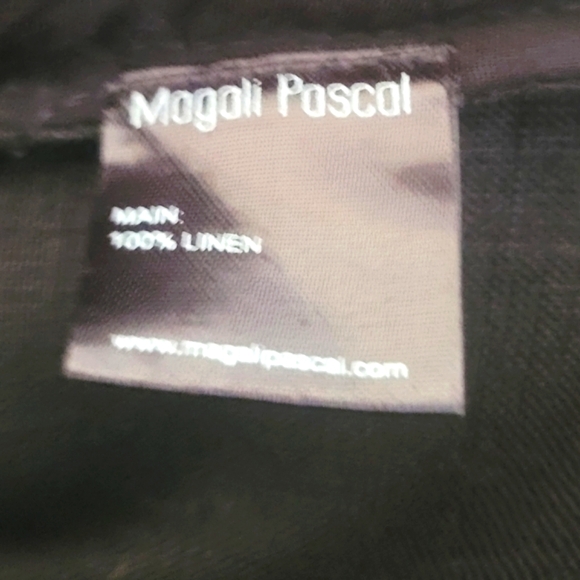 Magali Pascal
MAIN:
100% LINEN
www.magalipascal.com